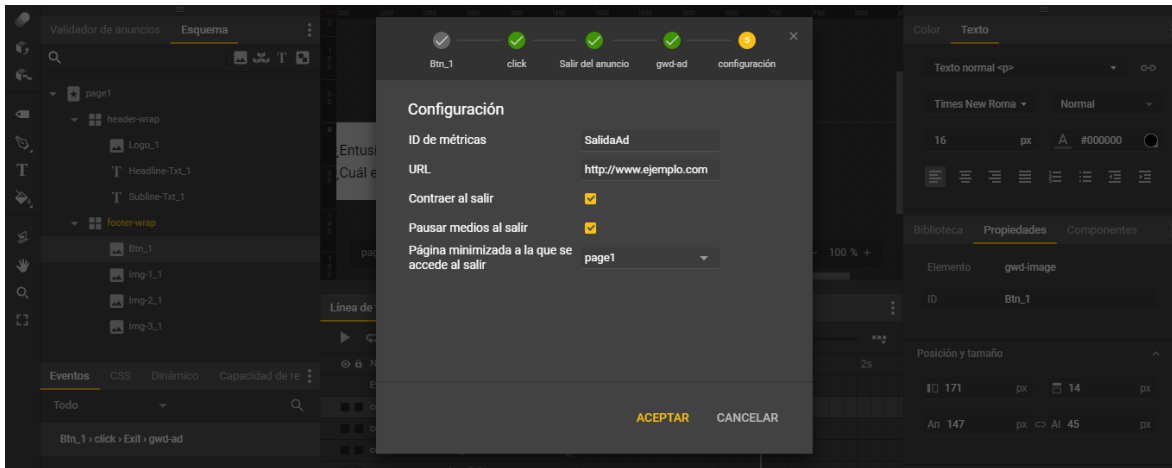 Validador de anuncios
Esquema
page1
header-wrap
Logo_1
Headline-Txt_1
Subline-Txt_1
footer-wrap
Btn_1
Img-1_1
Img-2_1
Img-3_1
Eventos
CSS
Dinámico
Capacidad de re
Todo
Btn_1 › click › Exit › gwd-ad
¿Entusi
¿Cuál e
pag
Línea de
Btn_1
click
Salir del anuncio
gwd-ad
5
configuración
Configuración
ID de métricas
SalidaAd
URL
http://www.ejemplo.com
Contraer al salir
Pausar medios al salir
Página minimizada a la que se
accede al salir
page1
ACEPTAR
CANCELAR
- 100 % +
2s
Color
Texto
Texto normal <p>
Times New Roma
Normal
16
px
A
#000000
Biblioteca
Propiedades
Componentes
Elemento
gwd-image
ID
Btn_1
Posición y tamaño
171
px
14
px
An
147
px
Al
45
px